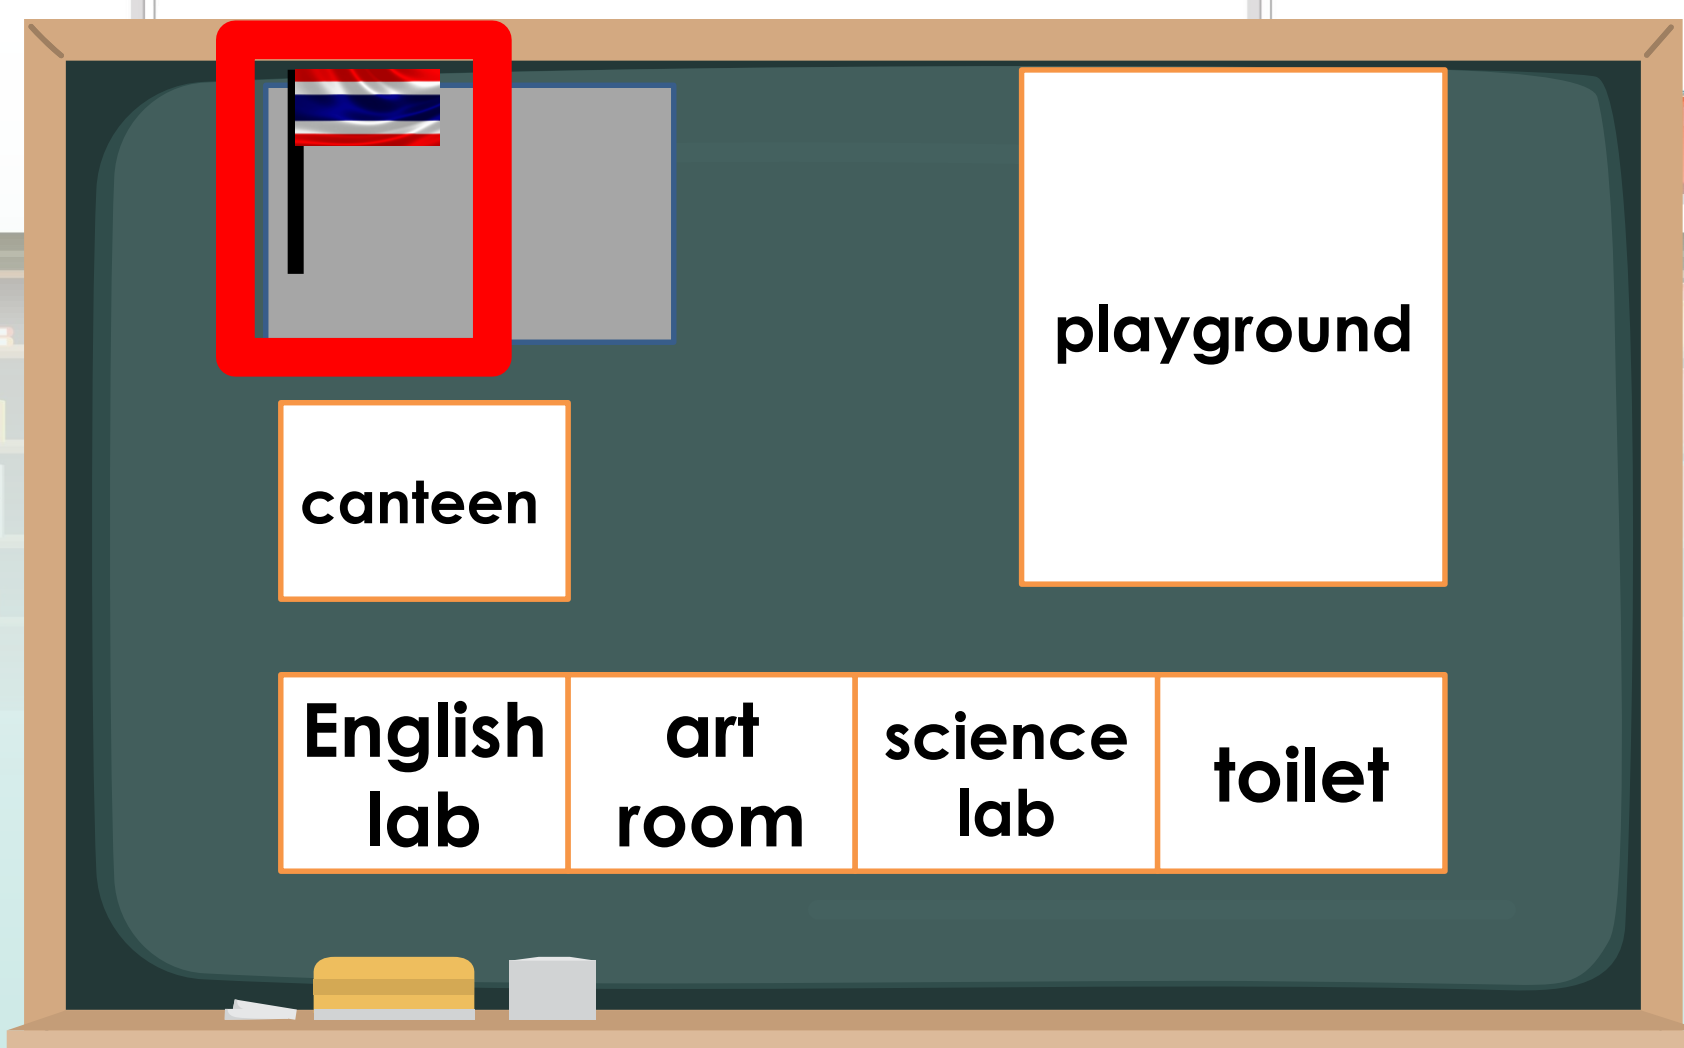 playground
canteen
English
lab
art
room
science
lab
toilet